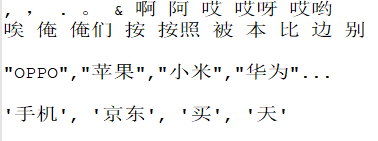 , , . 。 & 啊 阿 哎 哎呀 哎哟
唉 俺 俺们 按 按照 被 本 比 边 别
"OPPO","苹果","小米","华为"...
'手机', '京东', '买', '天'